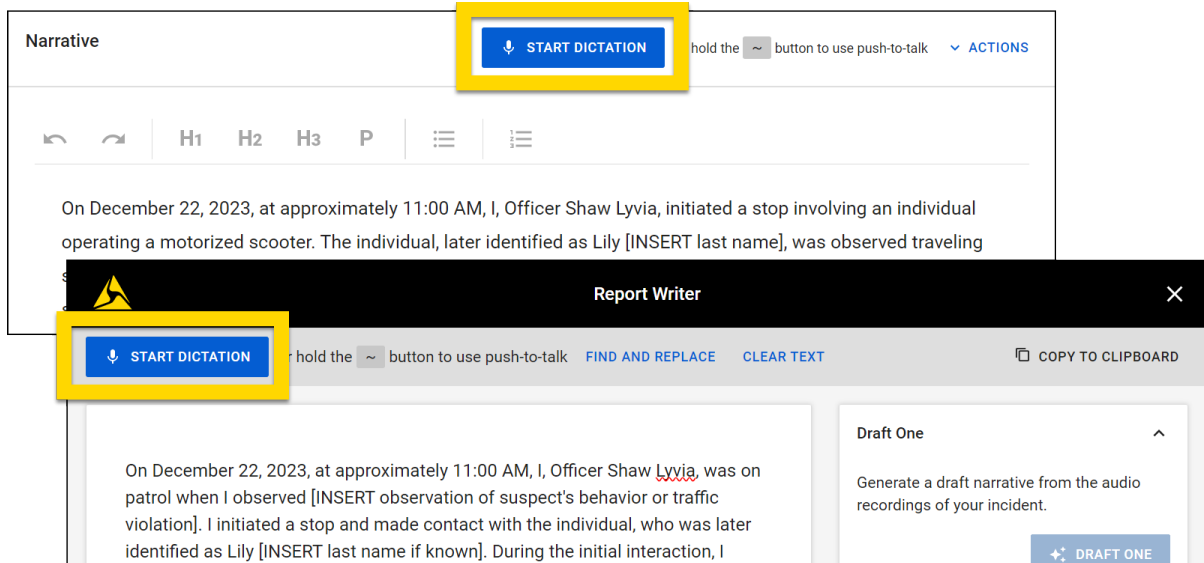 Narrative
START DICTATION
hold the ~ button to use push-to-talk
ACTIONS
H1 H2 H3 P
On December 22, 2023, at approximately 11:00 AM, I, Officer Shaw Lyvia, initiated a stop involving an individual
operating a motorized scooter. The individual, later identified as Lily [INSERT last name], was observed traveling
Report Writer
START DICTATION
hold the ~ button to use push-to-talk
FIND AND REPLACE
CLEAR TEXT
COPY TO CLIPBOARD
On December 22, 2023, at approximately 11:00 AM, I, Officer Shaw Lyvia, was on
patrol when I observed [INSERT observation of suspect's behavior or traffic
violation]. I initiated a stop and made contact with the individual, who was later
identified as Lily [INSERT last name if known]. During the initial interaction, I
Draft One
Generate a draft narrative from the audio
recordings of your incident.
DRAFT ONE